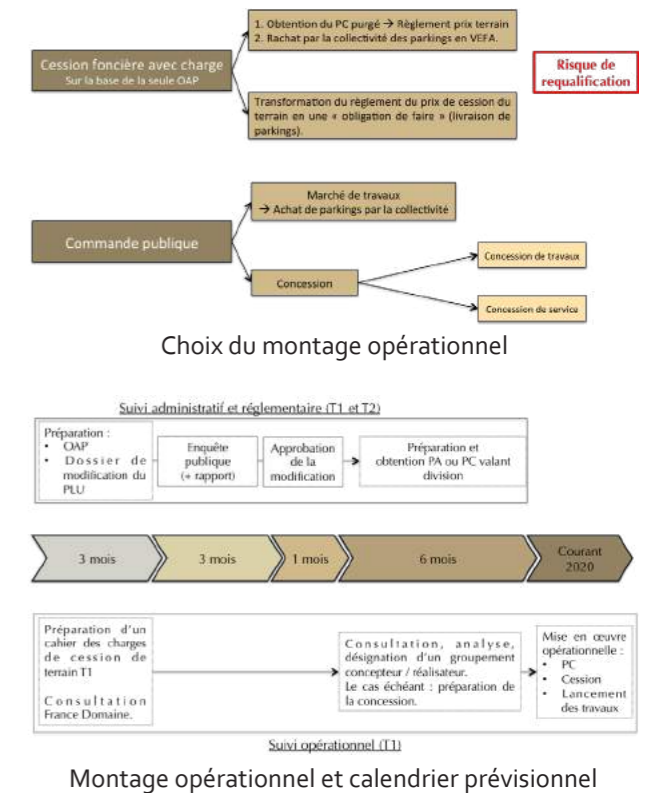 1. Obtention du PC purgé → Règlement prix terrain
2. Rachat par la collectivité des parkings en VEFA.
Cession foncière avec charge
Sur la base de la seule OAP
Risque de
requalification
Transformation du règlement du prix de cession du
terrain en une « obligation de faire » (livraison de
parkings).
Marché de travaux
→ Achat de parkings par la collectivité
Commande publique
Concession de travaux
Concession
Concession de service
Choix du montage opérationnel
Suivi administratif et réglementaire (T1 et T2)
Préparation :
• OAP
• Dossier de
modification du
PLU
Enquête
publique
(+ rapport)
Approbation
de la
modification
Préparation et
obtention PA ou PC valant
division
3 mois
3 mois
1 mois
6 mois
Courant
2020
Préparation d'un
cahier des charges
de cession de
terrain T1
Consultation
France Domaine.
Consultation, analyse,
désignation d'un groupement
concepteur / réalisateur.
Le cas échéant : préparation de
la concession.
Mise en œuvre
opérationnelle :
• PC
• Cession
• Lancement
des travaux
Suivi opérationnel (T1)
Montage opérationnel et calendrier prévisionnel